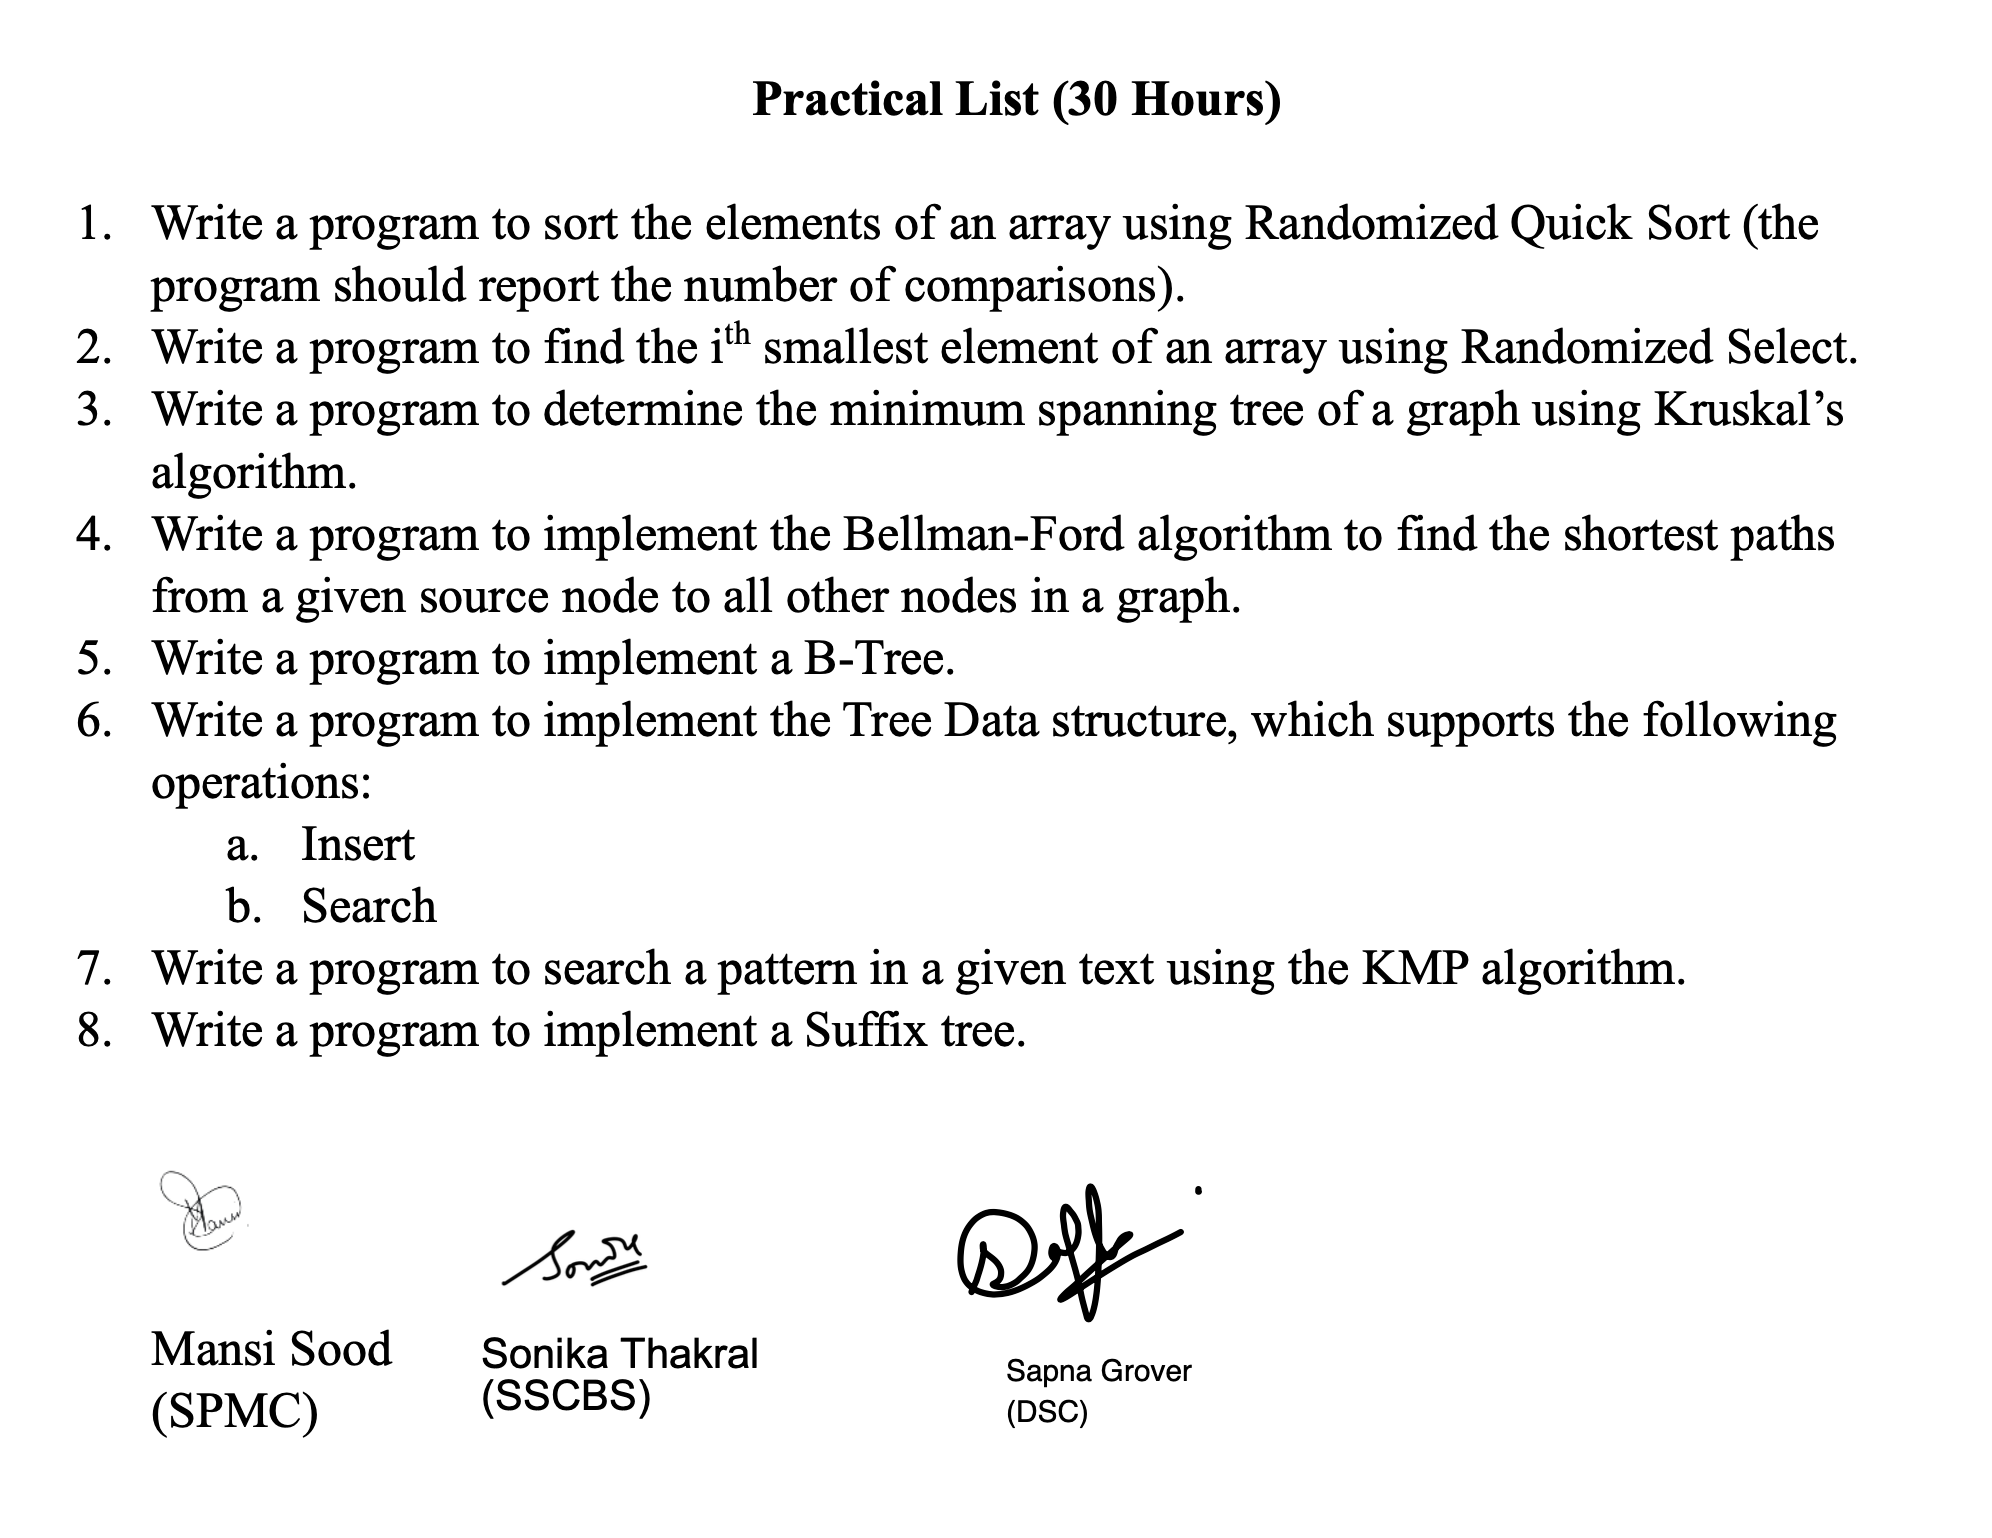 Practical List (30 Hours)
1. Write a program to sort the elements of an array using Randomized Quick Sort (the
program should report the number of comparisons).
2. Write a program to find the ith smallest element of an array using Randomized Select.
3. Write a program to determine the minimum spanning tree of a graph using Kruskal’s
algorithm.
4. Write a program to implement the Bellman-Ford algorithm to find the shortest paths
from a given source node to all other nodes in a graph.
5. Write a program to implement a B-Tree.
6. Write a program to implement the Tree Data structure, which supports the following
operations:
a. Insert
b. Search
7. Write a program to search a pattern in a given text using the KMP algorithm.
8. Write a program to implement a Suffix tree.
Mansi Sood
(SPMC)
Sonika Thakral
(SSCBS)
Sapna Grover
(DSC)